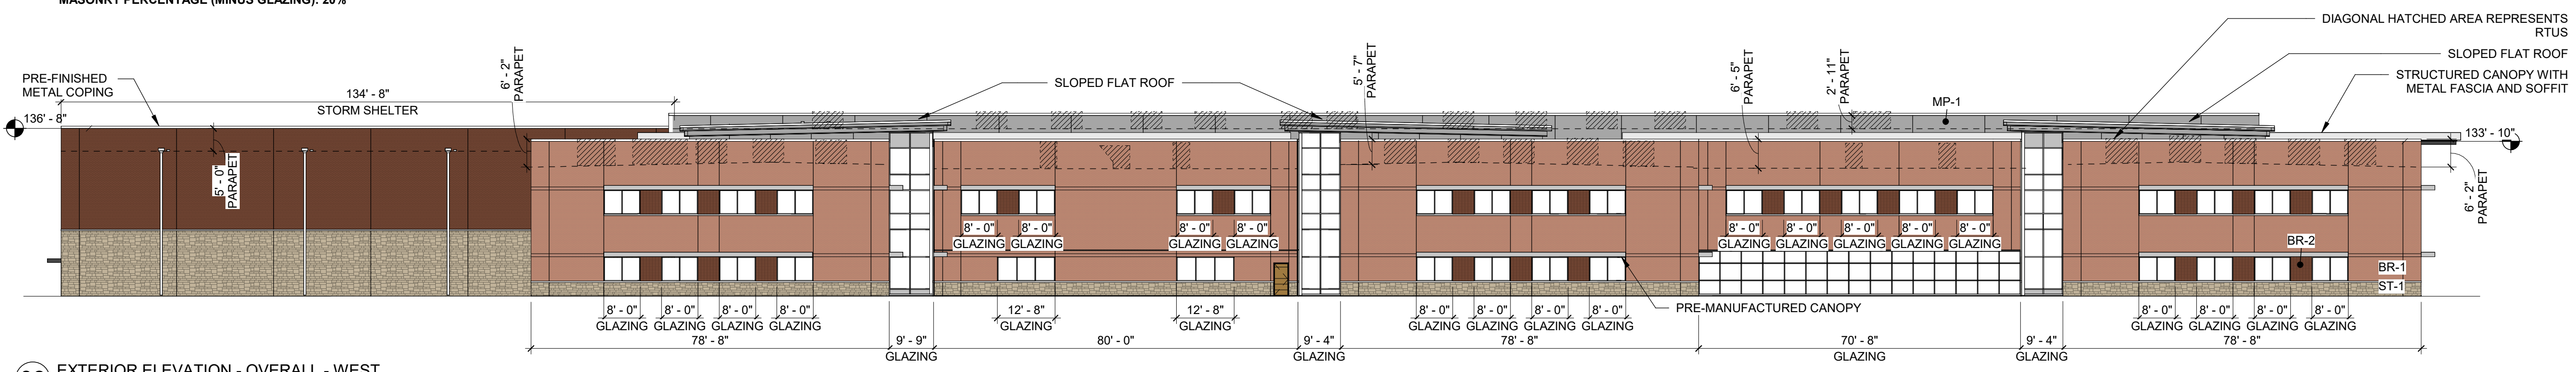 MASONRY PERCENTAGE (MINUS GLAZING): 20%
DIAGONAL HATCHED AREA REPRESENTS
RTUS
SLOPED FLAT ROOF
STRUCTURED CANOPY WITH
METAL FASCIA AND SOFFIT
PRE-FINISHED
METAL COPING
134' - 8"
STORM SHELTER
136' - 8"
5' - 0"
PARAPET
6' - 2"
PARAPET
SLOPED FLAT ROOF
5' - 7"
PARAPET
6' - 5"
PARAPET
2' - 11"
PARAPET
MP-1
133' - 10"
6' - 2"
PARAPET
8' - 0" 8' - 0" 8' - 0" 8' - 0" 8' - 0" 8' - 0" 8' - 0" 8' - 0" 8' - 0"
GLAZING GLAZING GLAZING GLAZING GLAZING GLAZING GLAZING GLAZING GLAZING
BR-2
BR-1
ST-1
PRE-MANUFACTURED CANOPY
8' - 0" 8' - 0" 8' - 0" 8' - 0" 12' - 8" 12' - 8" 8' - 0" 8' - 0" 8' - 0" 8' - 0" 8' - 0" 8' - 0" 8' - 0" 8' - 0"
GLAZING GLAZING GLAZING GLAZING GLAZING GLAZING GLAZING GLAZING GLAZING GLAZING GLAZING GLAZING GLAZING GLAZING
78' - 8" 9' - 9" 80' - 0" 9' - 4" 78' - 8" 70' - 8" 9' - 4" 78' - 8"
GLAZING GLAZING GLAZING GLAZING
EXTERIOR ELEVATION - OVERALL - WEST